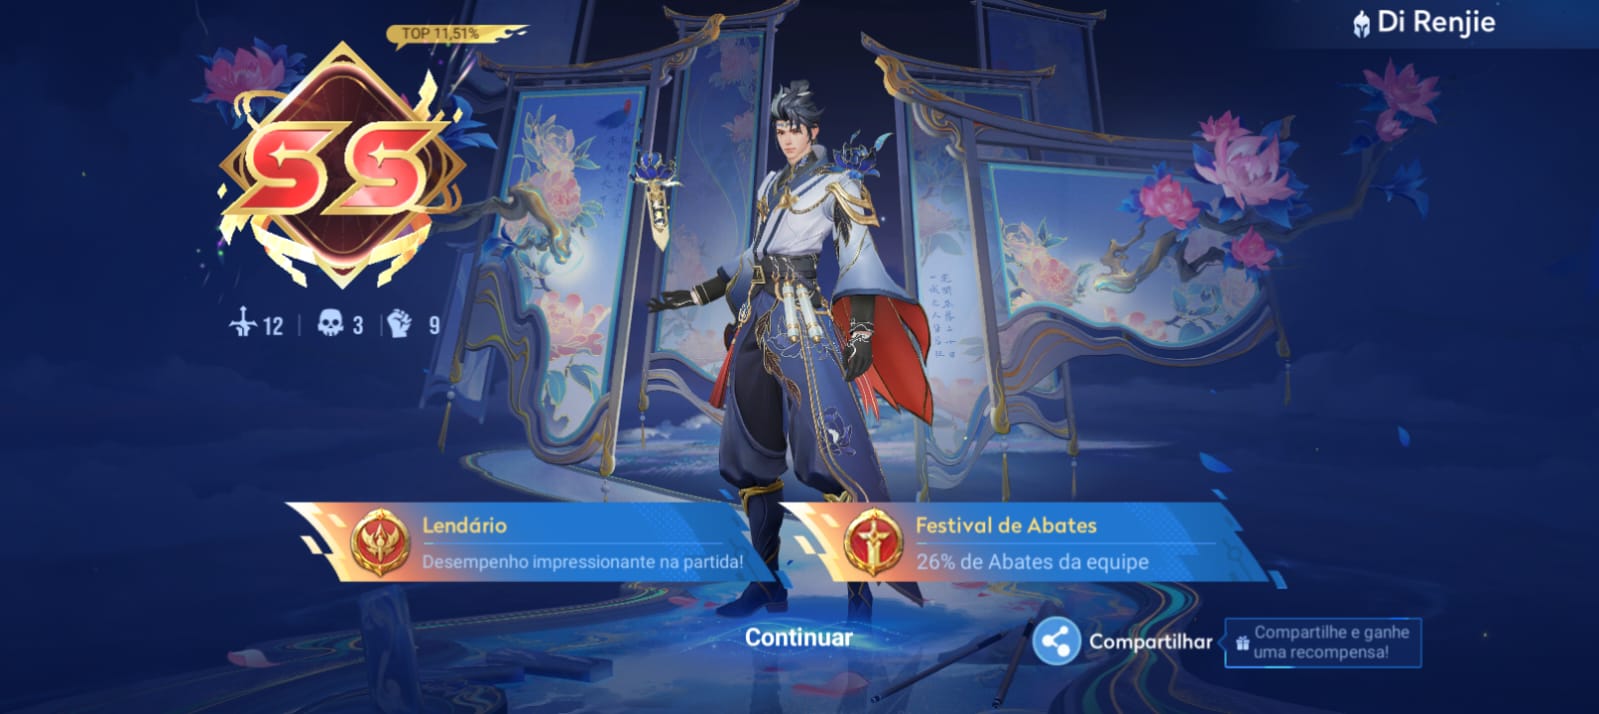 TOP 11,51%
Di Renjie
SS
12 | 3 | 9
Lendário
Desempenho impressionante na partida!
Festival de Abates
26% de Abates da equipe
Continuar
Compartilhar
Compartilhe e ganhe
uma recompensa!